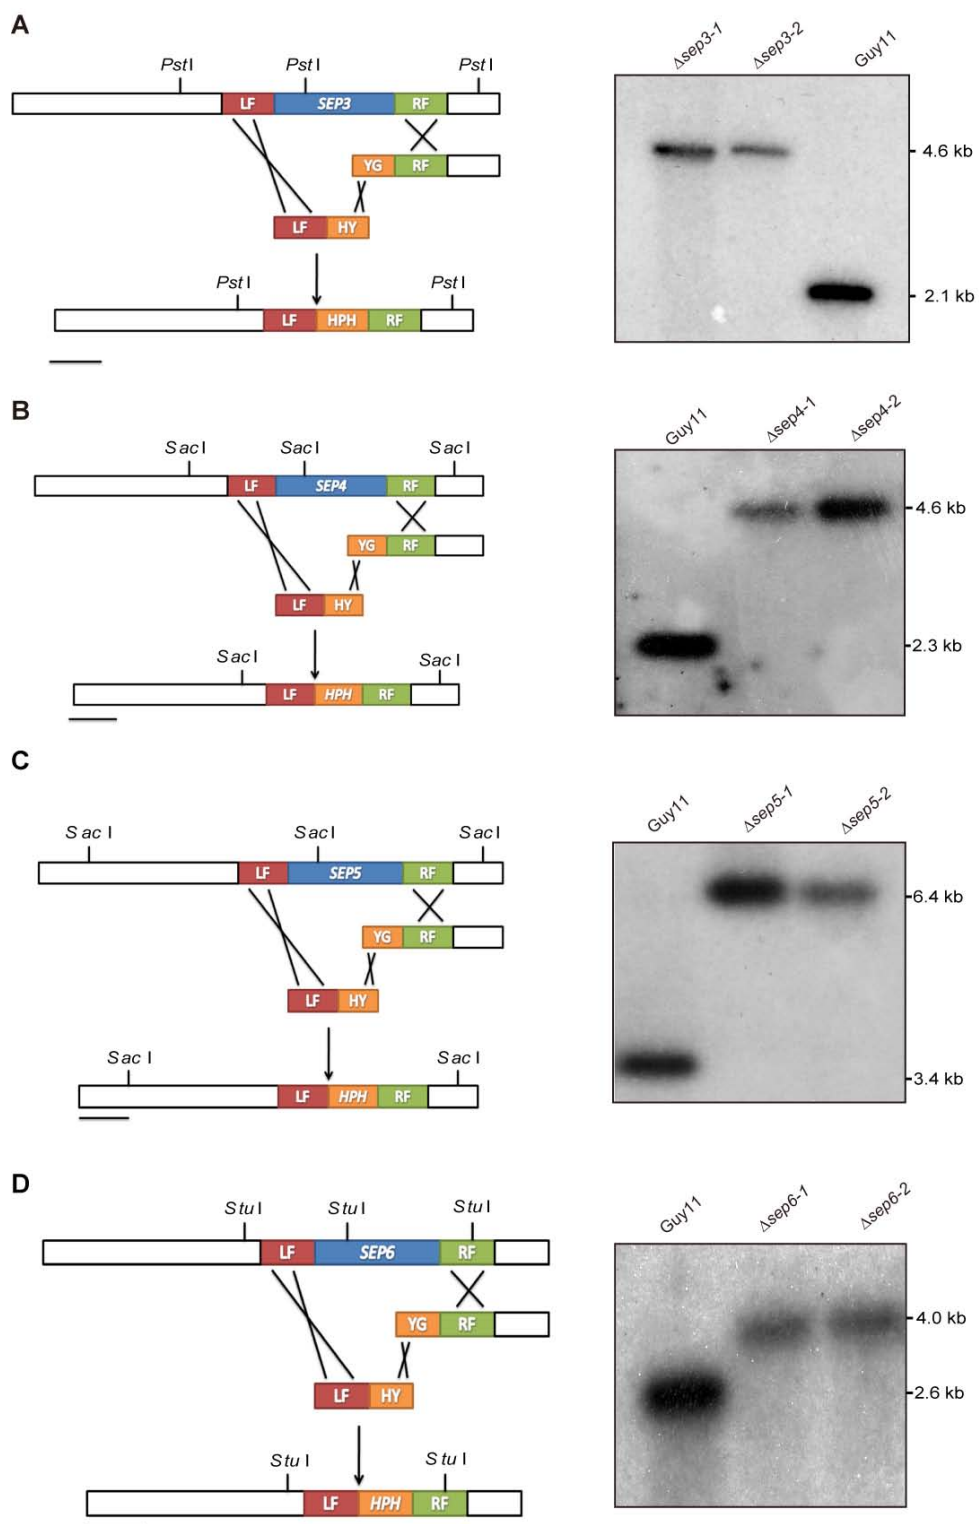 A
Δsep3-1 Δsep3-2 Guy11
PstI PstI PstI
LF SEP3 RF
YG RF
4.6 kb
LF HY
PstI PstI
2.1 kb
LF HPH RF
B
Guy11 Δsep4-1 Δsep4-2
SacI SacI SacI
LF SEP4 RF
4.6 kb
YG RF
LF HY
2.3 kb
SacI SacI
LF HPH RF
C
Guy11 Δsep5-1 Δsep5-2
SacI SacI SacI
LF SEP5 RF
6.4 kb
YG RF
LF HY
SacI SacI
3.4 kb
LF HPH RF
D
Guy11 Δsep6-1 Δsep6-2
StuI StuI StuI
LF SEP6 RF
YG RF
4.0 kb
LF HY
2.6 kb
StuI StuI
LF HPH RF